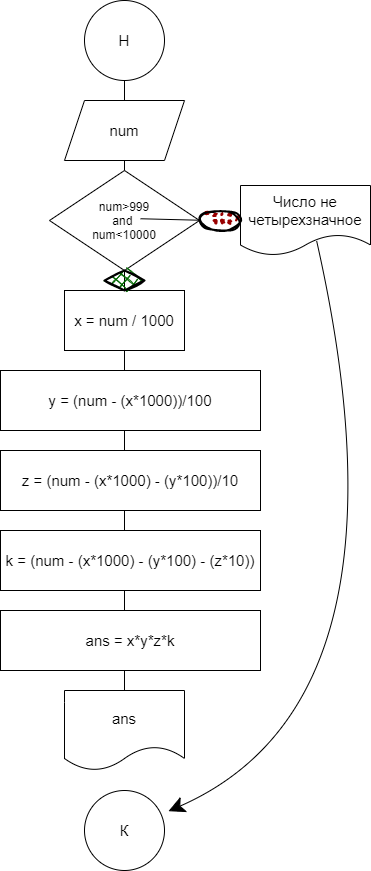 Н
num
num>999
and
num<10000
Число не
четырехзначное
x = num / 1000
y = (num - (x*1000))/100
z = (num - (x*1000) - (y*100))/10
k = (num - (x*1000) - (y*100) - (z*10))
ans = x*y*z*k
ans
К